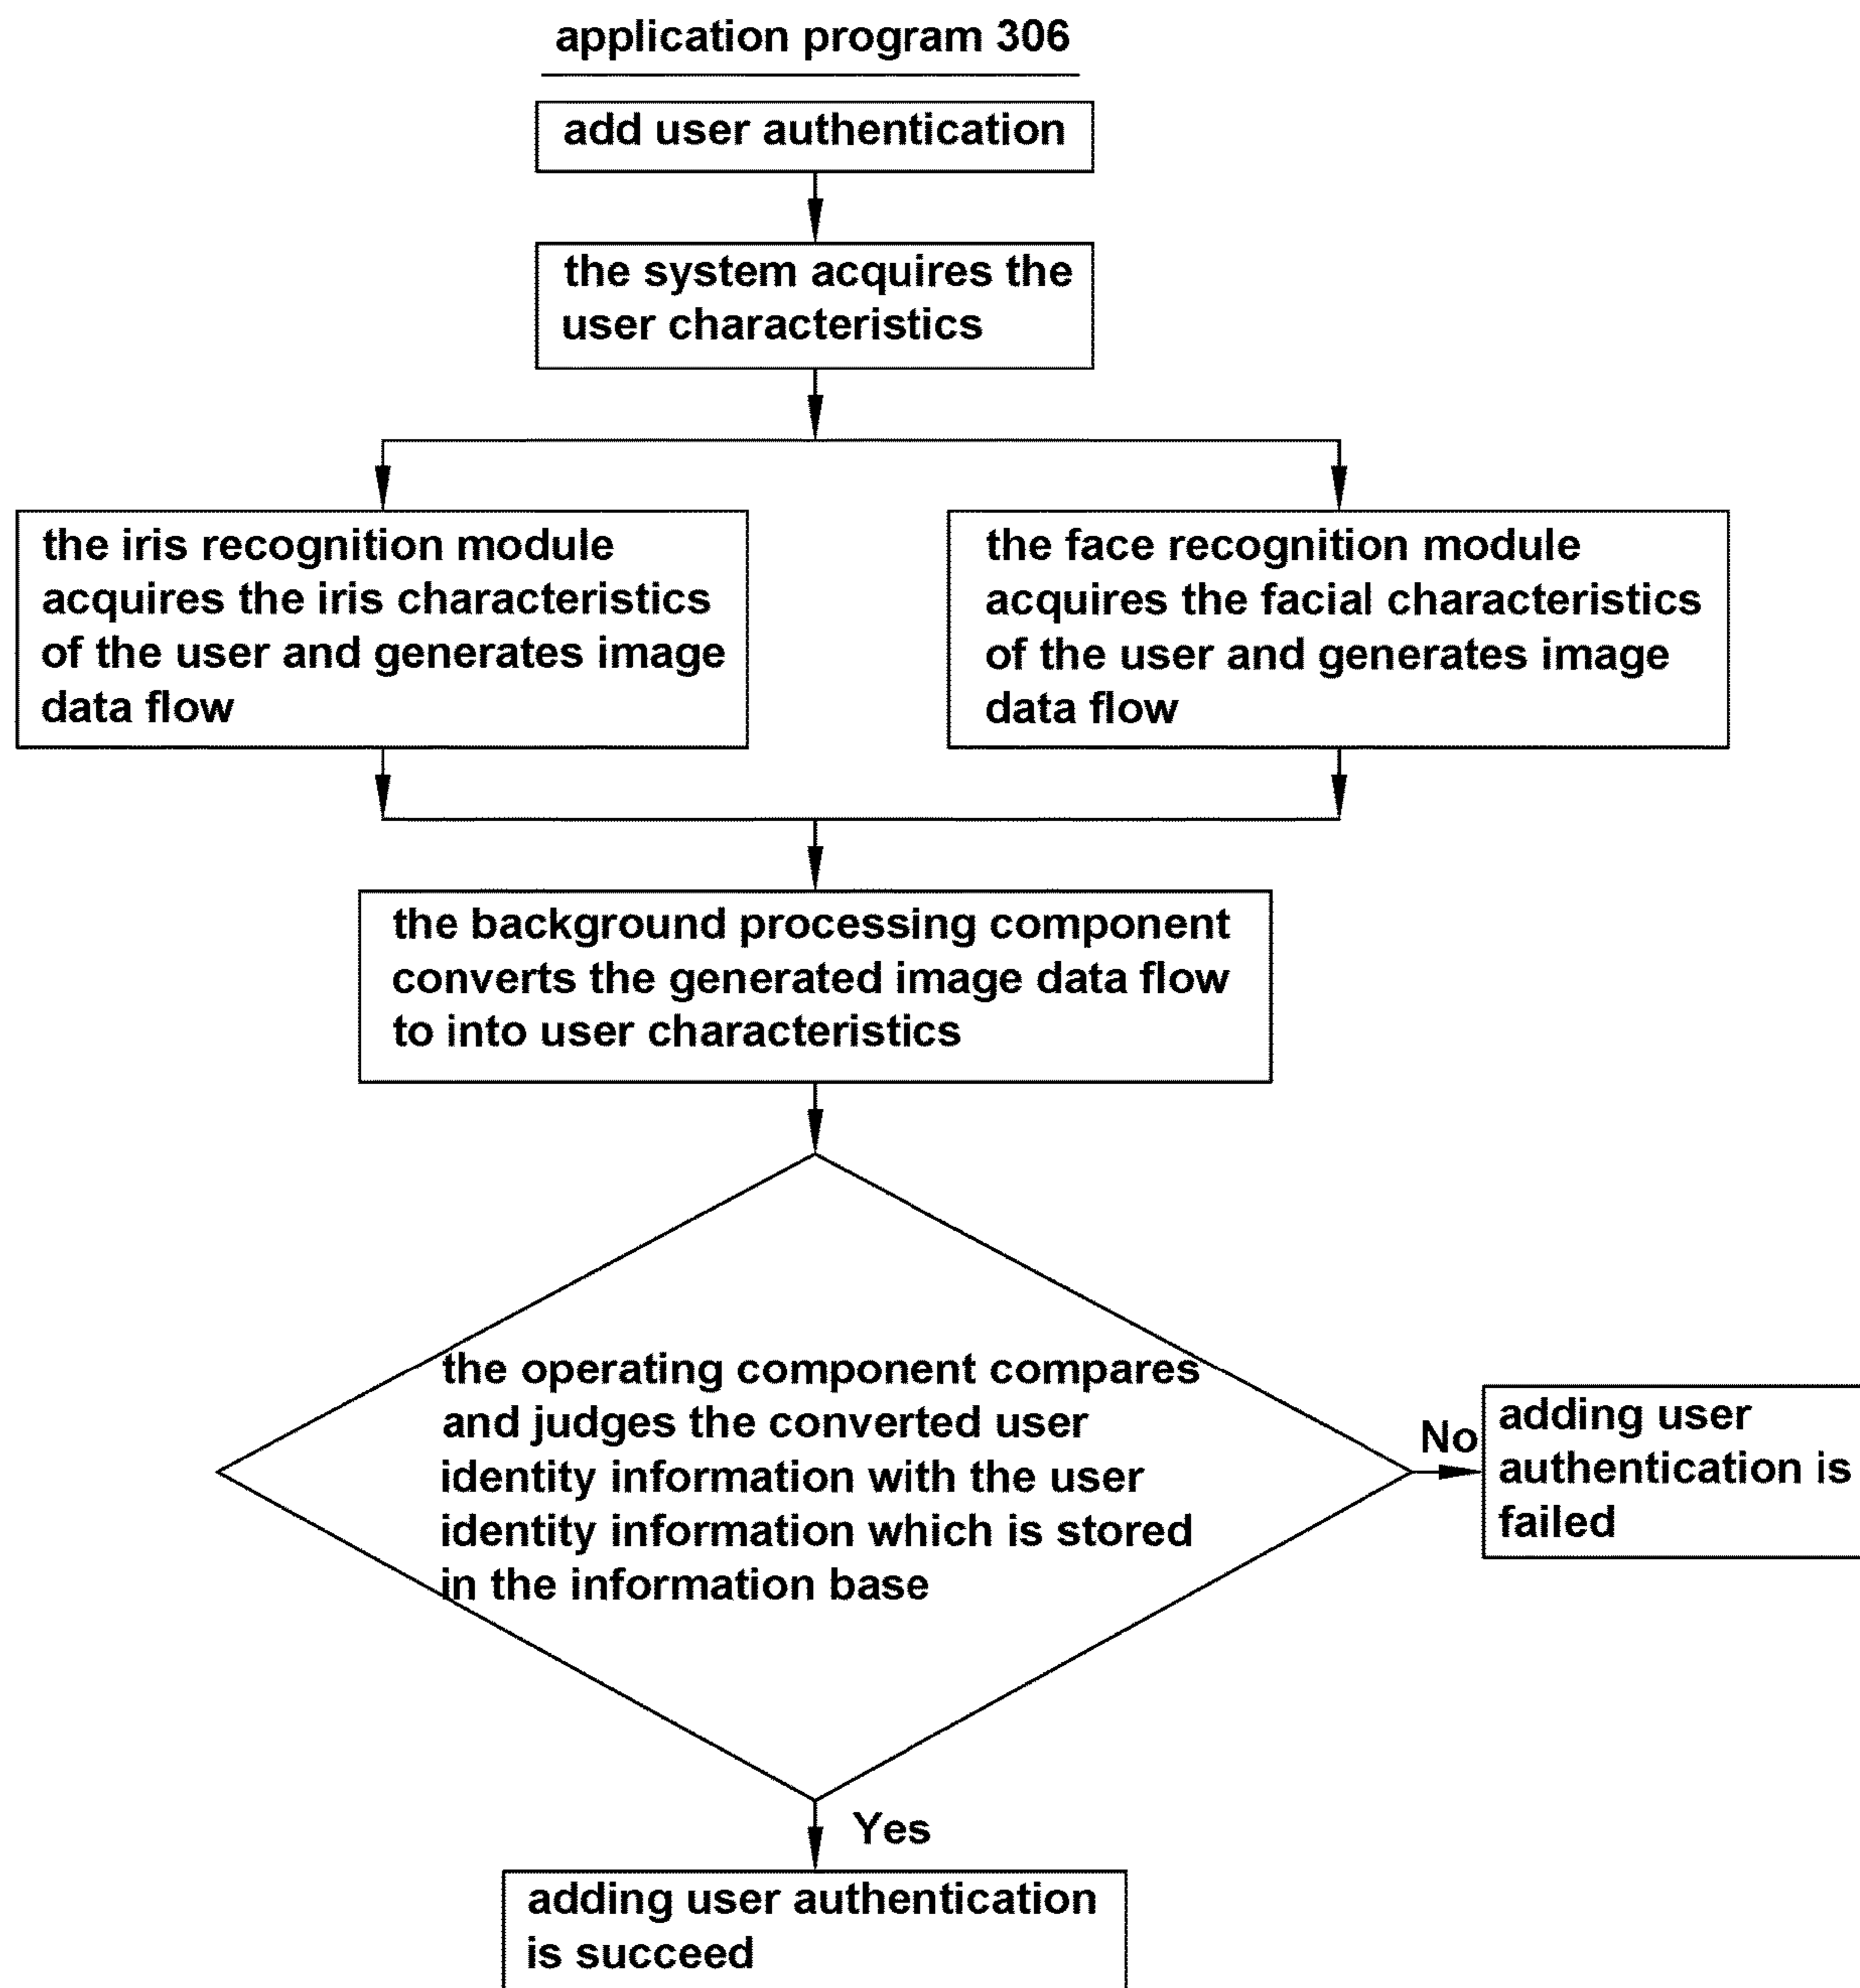 application program 306
add user authentication
the system acquires the
user characteristics
the iris recognition module
acquires the iris characteristics
of the user and generates image
data flow
the face recognition module
acquires the facial characteristics
of the user and generates image
data flow
the background processing component
converts the generated image data flow
to into user characteristics
the operating component compares
and judges the converted user
identity information with the user
identity information which is stored
in the information base
No
adding user
authentication is
failed
Yes
adding user authentication
is succeed